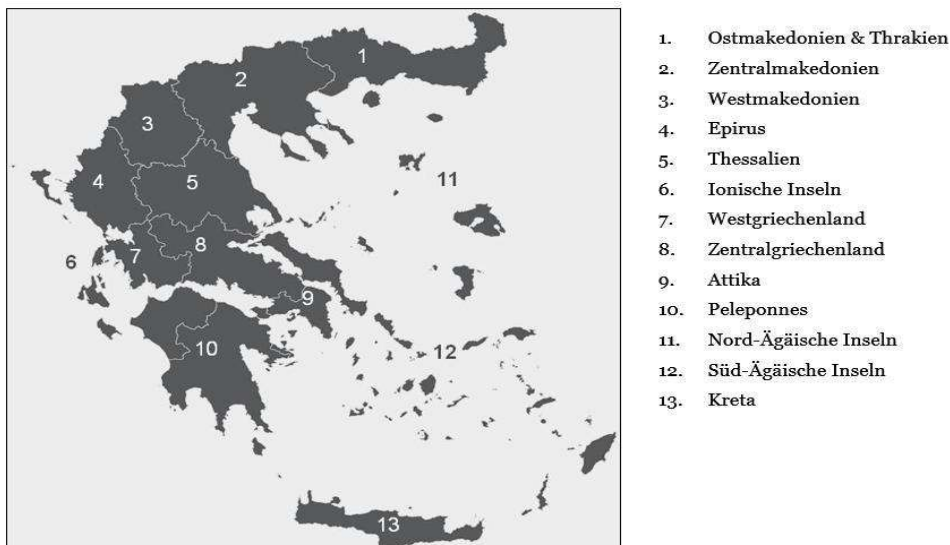 1
2
3
4
5
11
6
7
8
9
10
12
13
1. Ostmakedonien & Thrakien
2. Zentralmakedonien
3. Westmakedonien
4. Epirus
5. Thessalien
6. Ionische Inseln
7. Westgriechenland
8. Zentralgriechenland
9. Attika
10. Peleponnes
11. Nord-Ägäische Inseln
12. Süd-Ägäische Inseln
13. Kreta